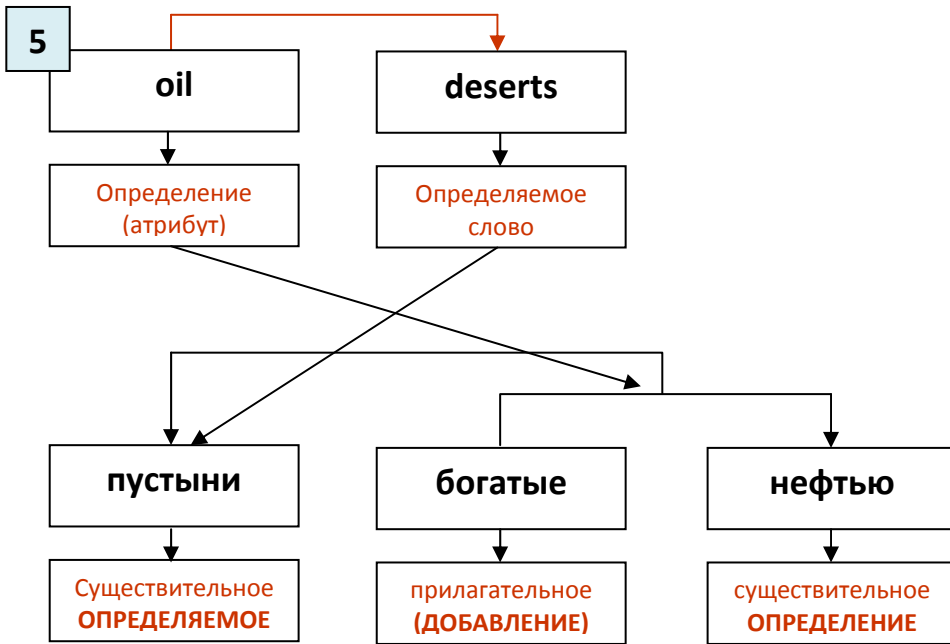 5
oil
deserts
Определение
(атрибут)
Определяемое
слово
пустыни
богатые
нефтью
Существительное
ОПРЕДЕЛЯЕМОЕ
прилагательное
(ДОБАВЛЕНИЕ)
существительное
ОПРЕДЕЛЕНИЕ